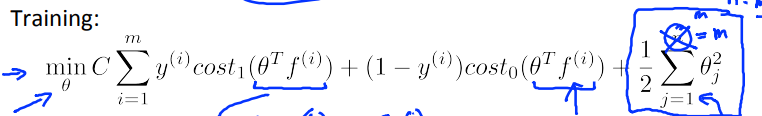 Training:
m = m
min_θ C ∑_{i=1}^{m} y^{(i)} cost_1(θ^T f^{(i)}) + (1 − y^{(i)}) cost_0(θ^T f^{(i)}) + 1/2 ∑_{j=1} θ_j^2